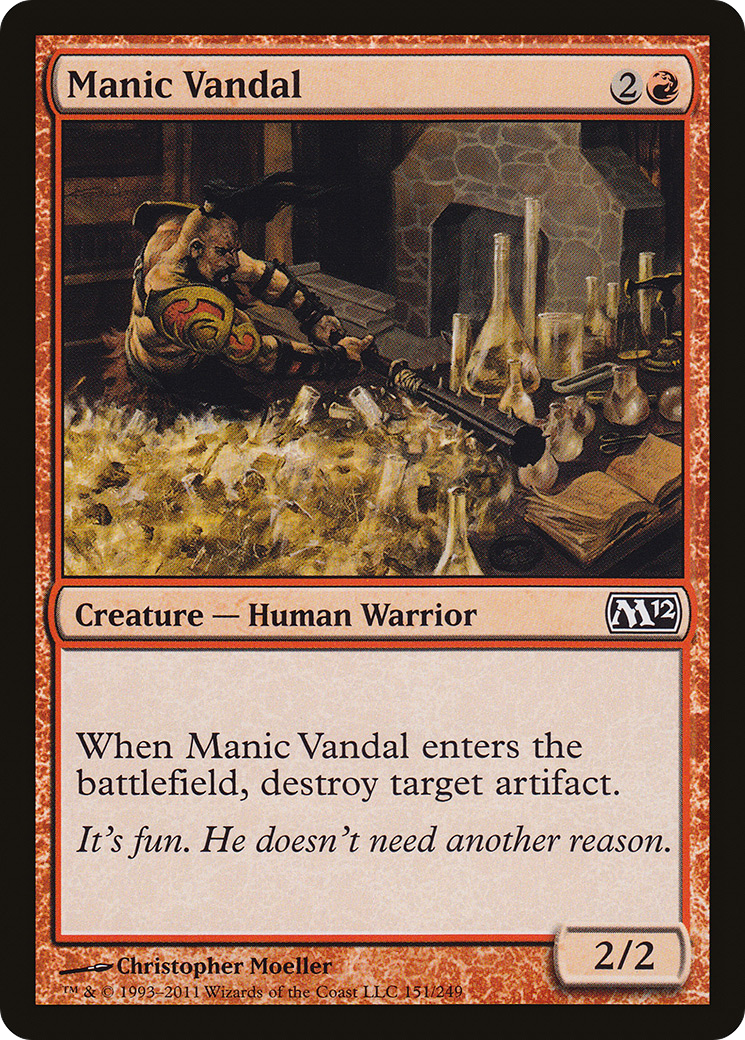 Manic Vandal 2
Creature — Human Warrior M12
When Manic Vandal enters the
battlefield, destroy target artifact.
It's fun. He doesn't need another reason.
2/2
Christopher Moeller
™ & © 1993–2011 Wizards of the Coast LLC 151/249